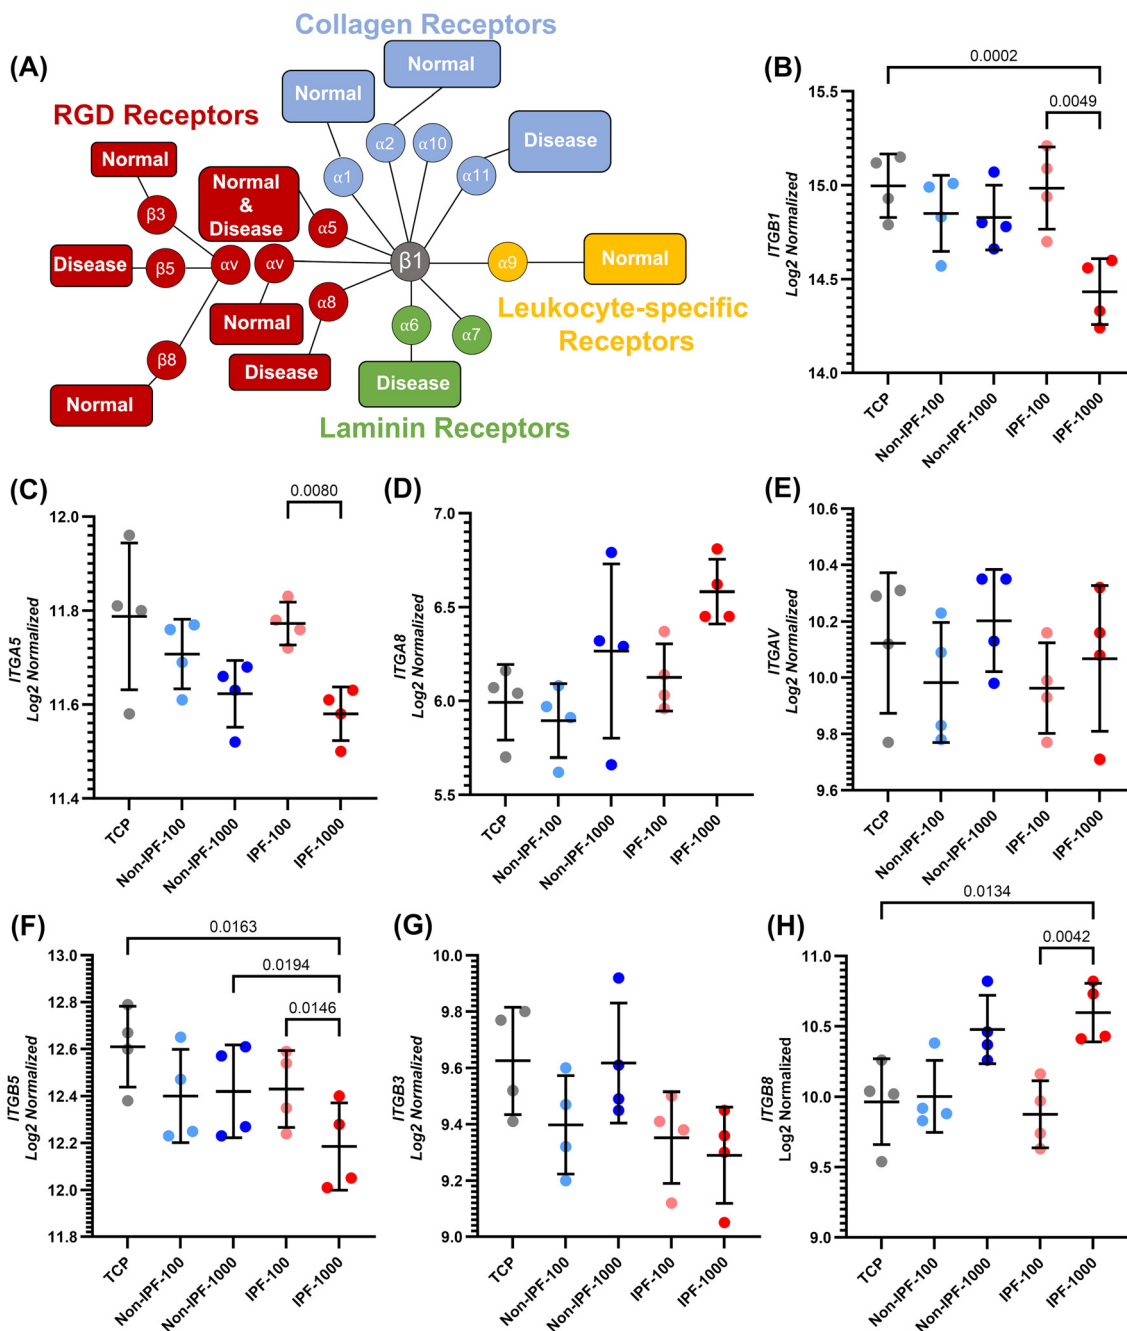 (A)
Collagen Receptors
Normal
Normal
RGD Receptors
Normal
Normal
&
Disease
Disease
α2
α10
α1
α11
β3
α5
Disease
β5
αv
αv
β1
α9
Normal
Normal
α8
Disease
α6
α7
Leukocyte-specific
Receptors
β8
Normal
Disease
Laminin Receptors
(B)
0.0002
0.0049
ITGB1
Log2 Normalized
15.5
15.0
14.5
14.0
TCP
Non-IPF-100
Non-IPF-1000
IPF-100
IPF-1000
(C)
0.0080
ITGA5
Log2 Normalized
12.0
11.8
11.6
11.4
TCP
Non-IPF-100
Non-IPF-1000
IPF-100
IPF-1000
(D)
ITGA8
Log2 Normalized
7.0
6.5
6.0
5.5
TCP
Non-IPF-100
Non-IPF-1000
IPF-100
IPF-1000
(E)
ITGAV
Log2 Normalized
10.6
10.4
10.2
10.0
9.8
9.6
TCP
Non-IPF-100
Non-IPF-1000
IPF-100
IPF-1000
(F)
0.0163
0.0194
0.0146
ITGB5
Log2 Normalized
13.0
12.8
12.6
12.4
12.2
12.0
11.8
TCP
Non-IPF-100
Non-IPF-1000
IPF-100
IPF-1000
(G)
ITGB3
Log2 Normalized
10.0
9.8
9.6
9.4
9.2
9.0
TCP
Non-IPF-100
Non-IPF-1000
IPF-100
IPF-1000
(H)
0.0134
0.0042
ITGB8
Log2 Normalized
11.0
10.5
10.0
9.5
9.0
TCP
Non-IPF-100
Non-IPF-1000
IPF-100
IPF-1000